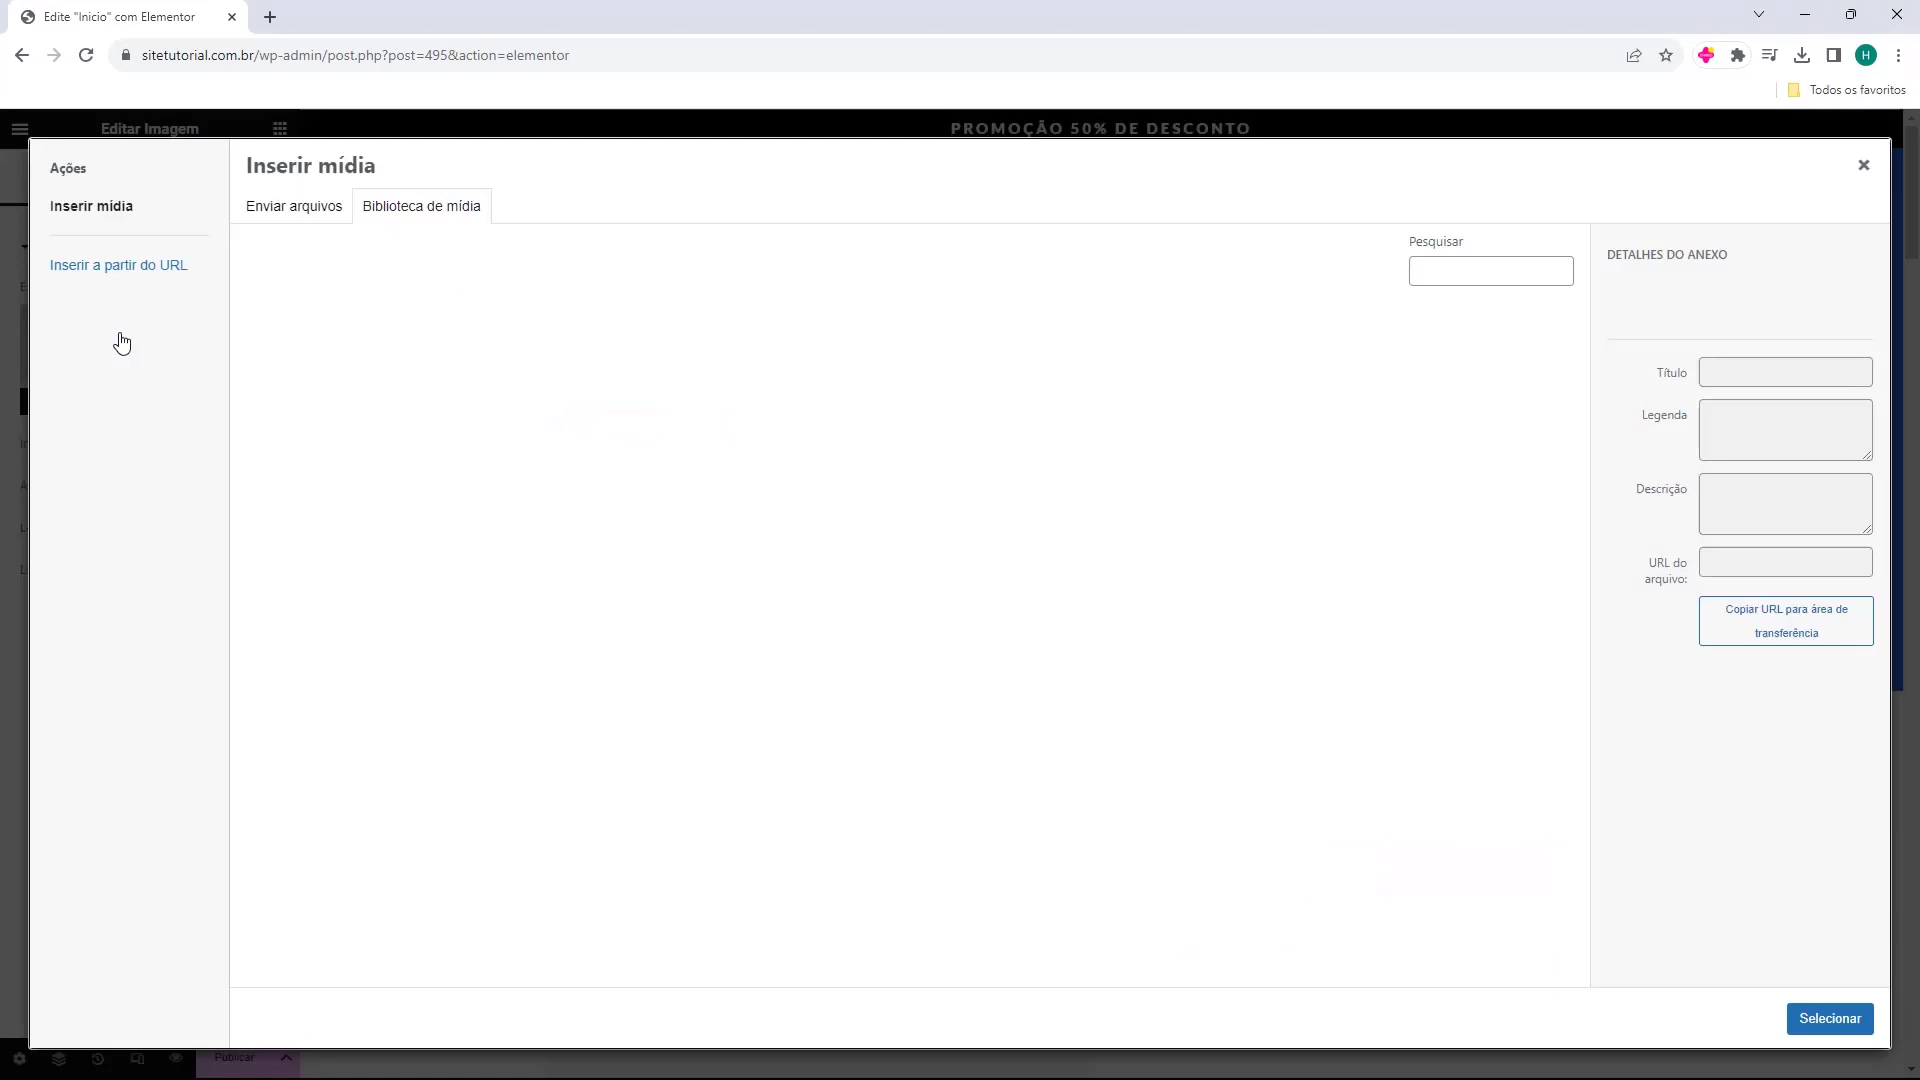 Edite "Inicio" com Elementor
sitetutorial.com.br/wp-admin/post.php?post=495&action=elementor
H
Todos os favoritos
Editar Imagem
PROMOÇÃO 50% DE DESCONTO
Ações
Inserir mídia
Inserir a partir do URL
Inserir mídia
Enviar arquivos
Biblioteca de mídia
Pesquisar
DETALHES DO ANEXO
Título
Legenda
Descrição
URL do
arquivo:
Copiar URL para área de
transferência
Selecionar
Publicar